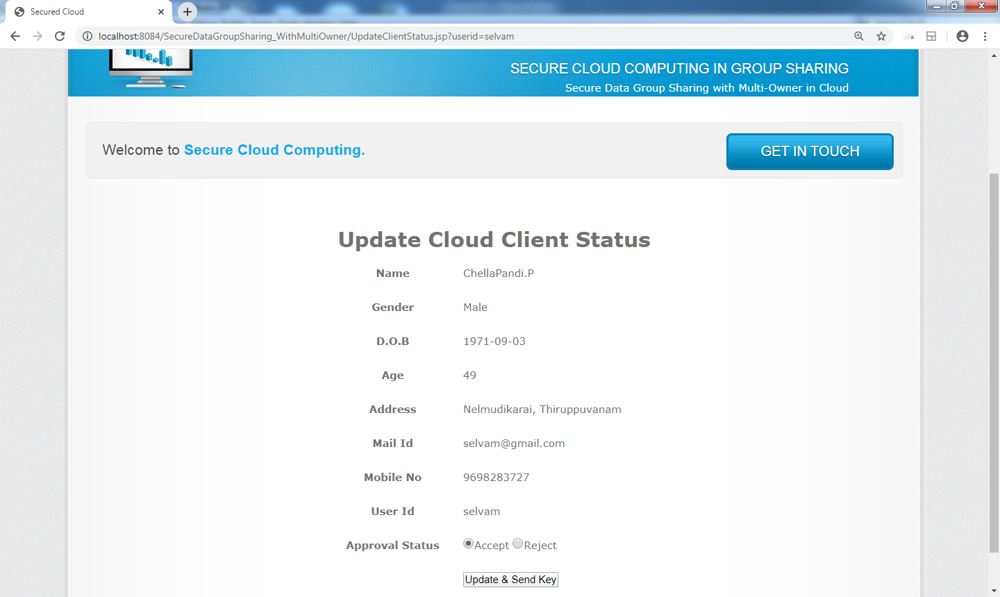 Secured Cloud
localhost:8084/SecureDataGroupSharing_WithMultiOwner/UpdateClientStatus.jsp?userid=selvam
SECURE CLOUD COMPUTING IN GROUP SHARING
Secure Data Group Sharing with Multi-Owner in Cloud
Welcome to Secure Cloud Computing.
GET IN TOUCH
Update Cloud Client Status
Name ChellaPandi.P
Gender Male
D.O.B 1971-09-03
Age 49
Address Nelmudikarai, Thiruppuvanam
Mail Id selvam@gmail.com
Mobile No 9698283727
User Id selvam
Approval Status Accept Reject
Update & Send Key